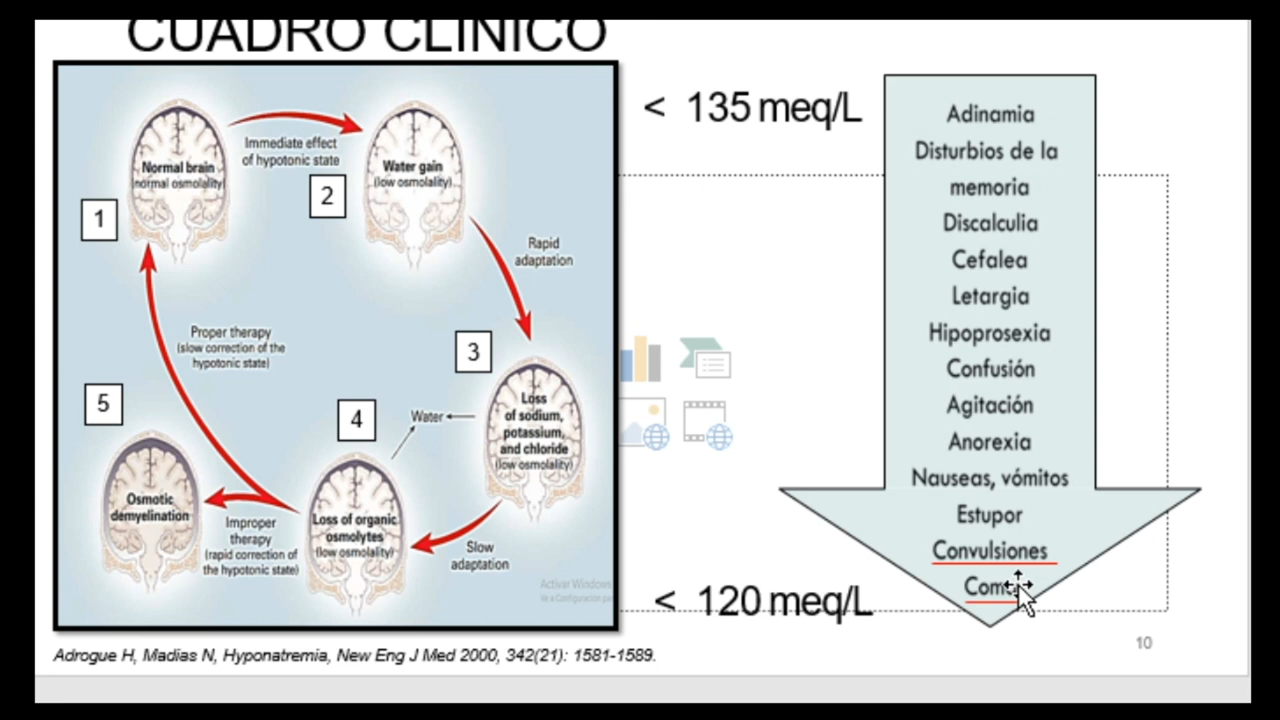 CUADRO CLINICO
Normal brain
normal osmolality)
1
Immediate effect
of hypotonic state
2
Water gain
(low osmolality)
Rapid
adaptation
3
Loss
of sodium,
potassium,
and chloride
(low osmolality)
Water
Slow
adaptation
4
Loss of organic
osmolytes
(low osmolality)
Proper therapy
(slow correction of the
hypotonic state)
Improper
therapy
(rapid correction of
the hypotonic state)
5
Osmotic
demyelination
Activar Windows
< 135 meq/L
< 120 meq/L
Adinamia
Disturbios de la
memoria
Discalculia
Cefalea
Letargia
Hipoprosexia
Confusión
Agitación
Anorexia
Nauseas, vómitos
Estupor
Convulsiones
Adrogue H, Madias N, Hyponatremia, New Eng J Med 2000, 342(21): 1581-1589.
10